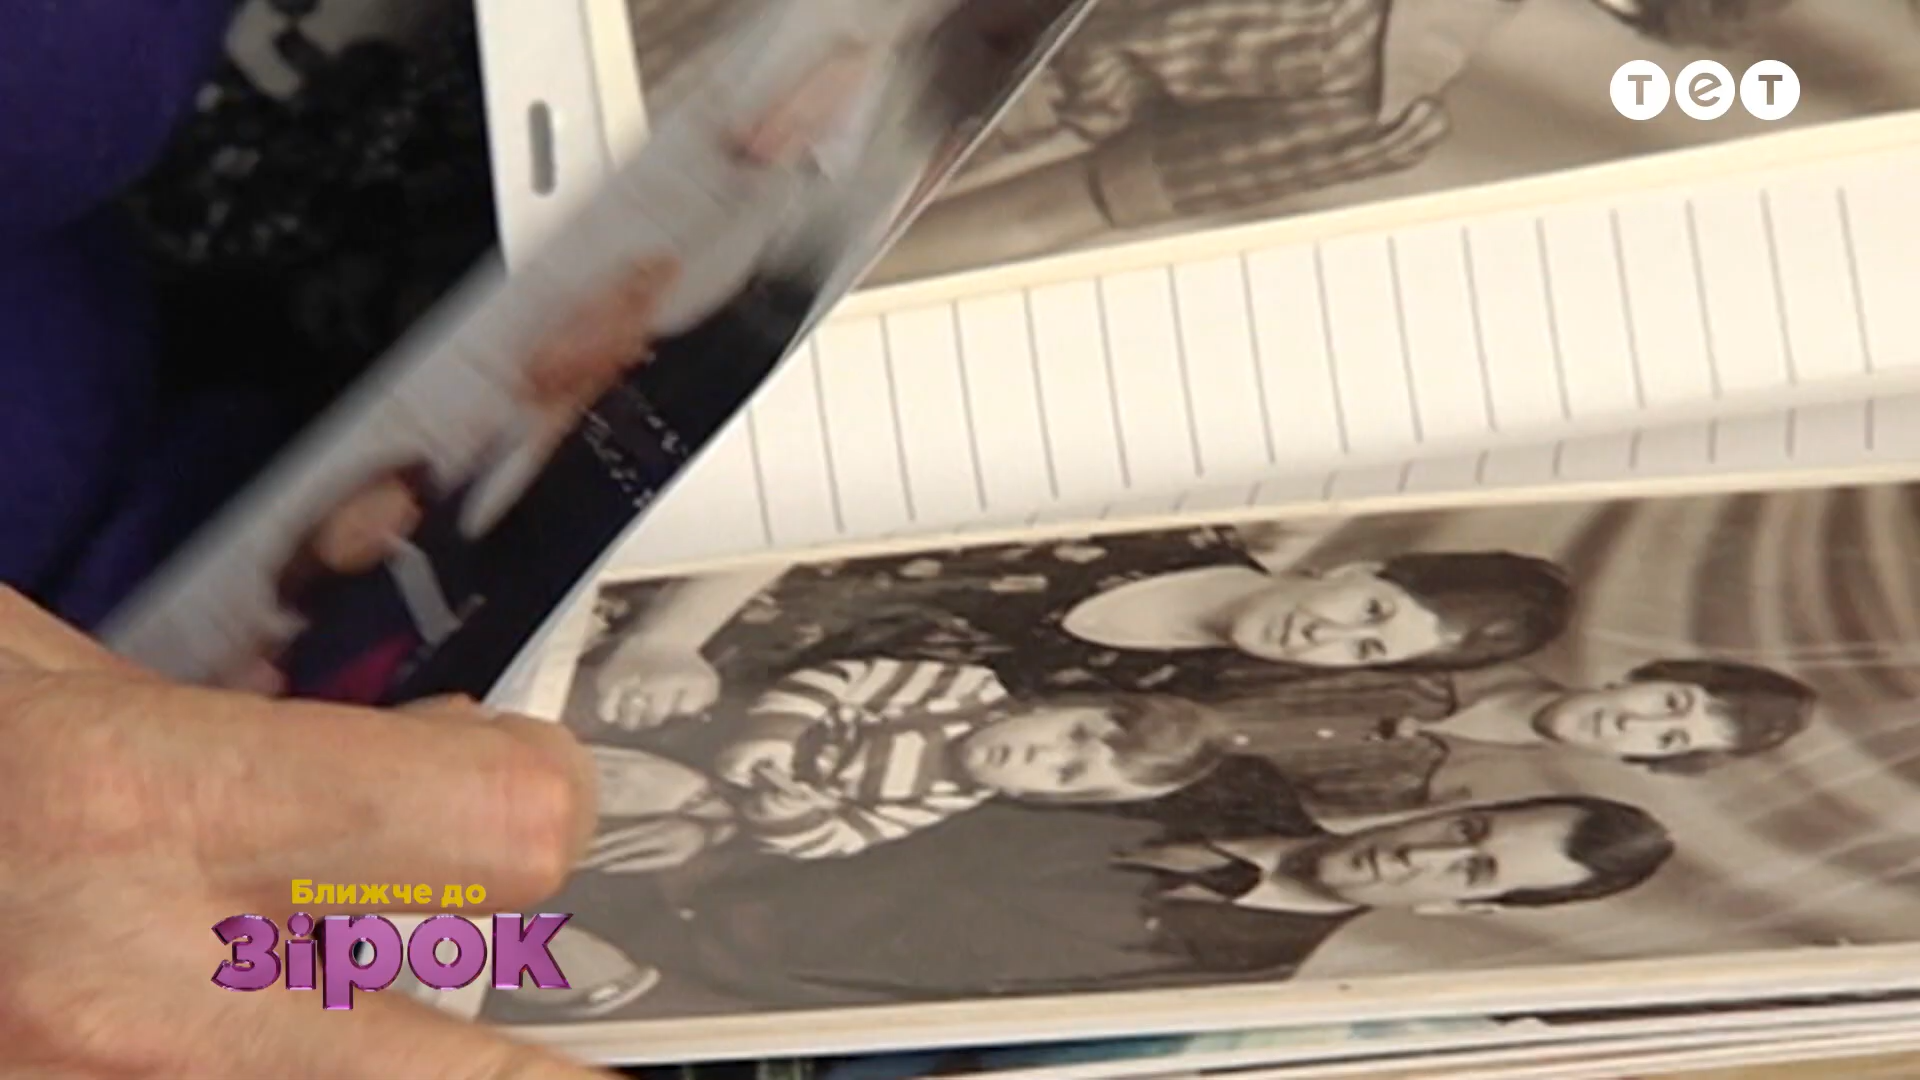 тет
Ближче до
зірок